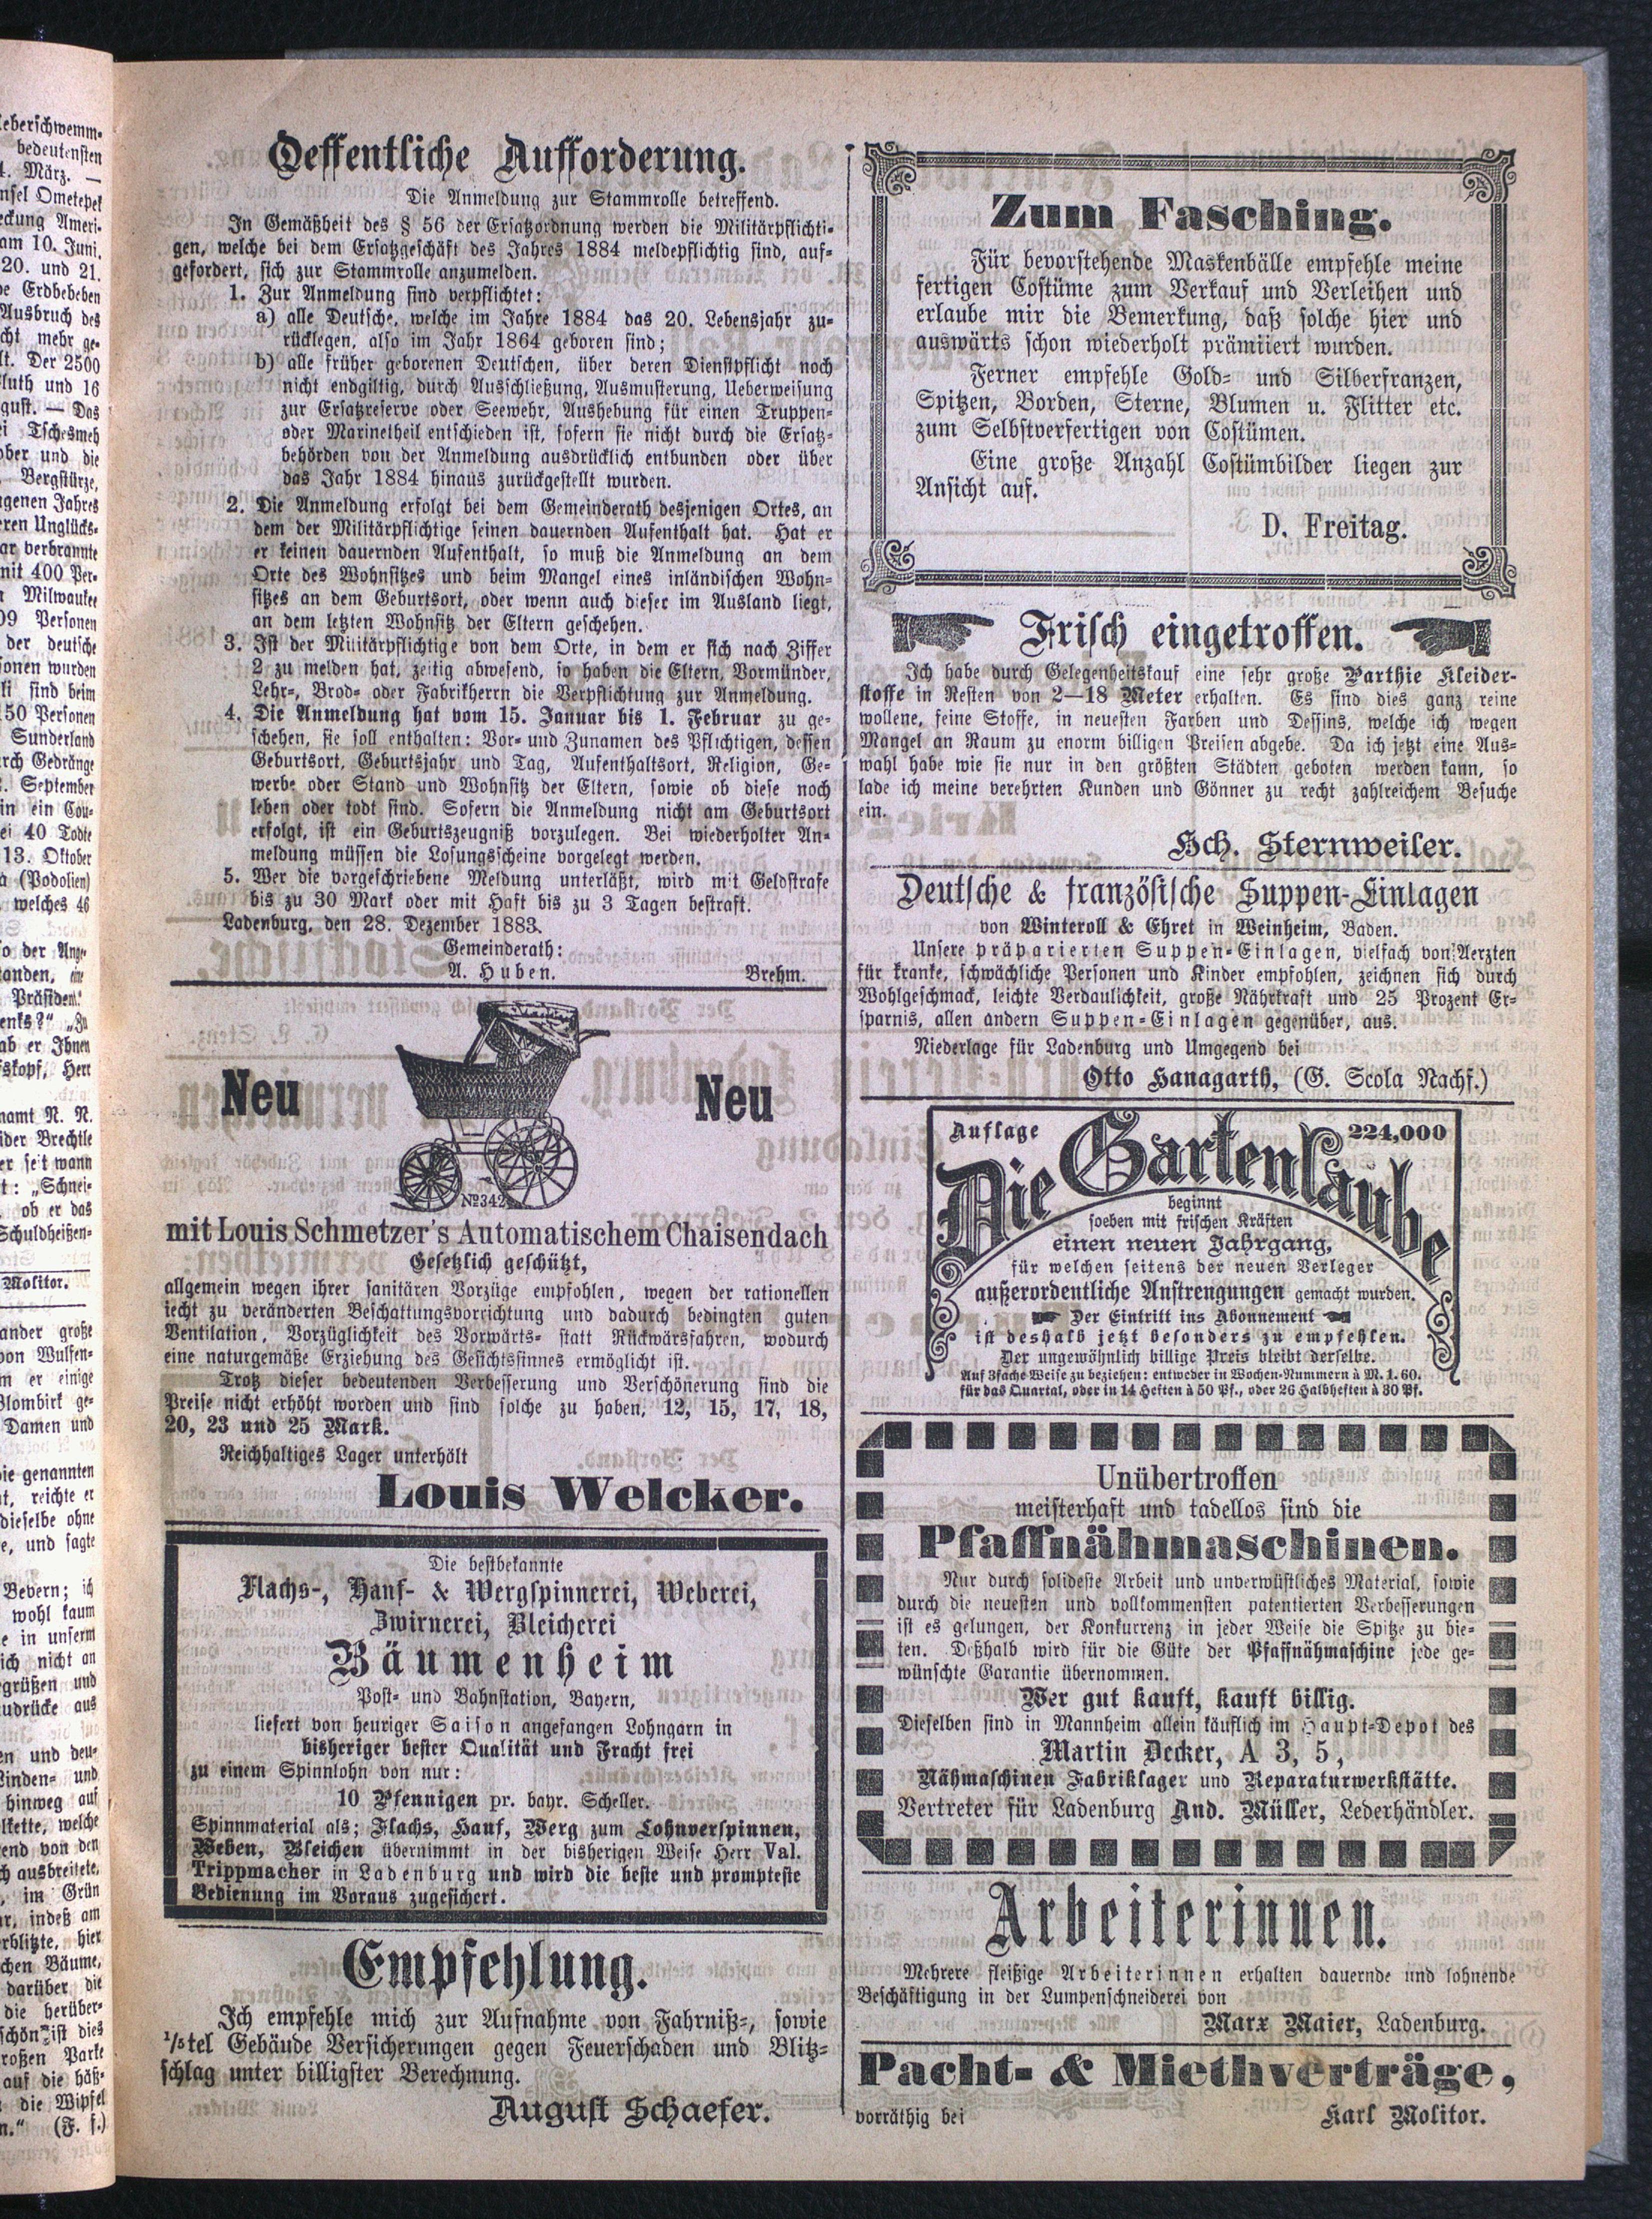 Oeffentliche Aufforderung.
Die Anmeldung zur Stammrolle betreffend.
In Gemäßheit des § 56 der Ersatzordnung werden die Militärpflichti-
gen, welche bei dem Ersatzgeschäft des Jahres 1884 meldepflichtig sind, auf-
gefordert, sich zur Stammrolle anzumelden.
1. Zur Anmeldung sind verpflichtet:
a) alle Deutsche, welche im Jahre 1884 das 20. Lebensjahr zu-
rücklegen, also im Jahr 1864 geboren sind;
b) alle früher geborenen Deutschen, über deren Dienstpflicht noch
nicht endgiltig, durch Ausschließung, Ausmusterung, Ueberweisung
zur Ersatzreserve oder Seewehr, Aushebung für einen Truppen-
oder Marinetheil entschieden ist, sofern sie nicht durch die Ersatz-
behörden von der Anmeldung ausdrücklich entbunden oder über
das Jahr 1884 hinaus zurückgestellt wurden.
2. Die Anmeldung erfolgt bei dem Gemeinderath desjenigen Ortes, an
dem der Militärpflichtige seinen dauernden Aufenthalt hat. Hat er
er keinen dauernden Aufenthalt, so muß die Anmeldung an dem
Orte des Wohnsitzes und beim Mangel eines inländischen Wohn-
sitzes an dem Geburtsort, oder wenn auch dieser im Ausland liegt,
an dem letzten Wohnsitz der Eltern geschehen.
3. Ist der Militärpflichtige von dem Orte, in dem er sich nach Ziffer
2 zu melden hat, zeitig abwesend, so haben die Eltern, Vormünder,
Lehr-, Brod- oder Fabrikherrn die Verpflichtung zur Anmeldung.
4. Die Anmeldung hat vom 15. Januar bis 1. Februar zu ge-
schehen, sie soll enthalten: Vor- und Zunamen des Pflichtigen, dessen
Geburtsort, Geburtsjahr und Tag, Aufenthaltsort, Religion, Ge-
werbe oder Stand und Wohnsitz der Eltern, sowie ob diese noch
leben oder todt sind. Sofern die Anmeldung nicht am Geburtsort
erfolgt, ist ein Geburtszeugniß vorzulegen. Bei wiederholter An-
meldung müssen die Losungsscheine vorgelegt werden.
5. Wer die vorgeschriebene Meldung unterläßt, wird mit Geldstrafe
bis zu 30 Mark oder mit Haft bis zu 3 Tagen bestraft.
Ladenburg, den 28. Dezember 1883.
Gemeinderath:
A. Huben. Brehm.
Neu Neu
No 342
mit Louis Schmetzer's Automatischem Chaisendach
Gesetzlich geschützt,
allgemein wegen ihrer sanitären Vorzüge empfohlen, wegen der rationellen
iecht zu veränderten Beschattungsvorrichtung und dadurch bedingten guten
Ventilation, Vorzüglichkeit des Vorwärts- statt Rückwärsfahren, wodurch
eine naturgemäße Erziehung des Gesichtssinnes ermöglicht ist.
Trotz dieser bedeutenden Verbesserung und Verschönerung sind die
Preise nicht erhöht worden und sind solche zu haben, 12, 15, 17, 18,
20, 23 und 25 Mark.
Reichhaltiges Lager unterhölt
Louis Welcker.
Die bestbekannte
Flachs-, Hanf- & Wergspinnerei, Weberei,
Zwirnerei, Bleicherei
Bäumenheim
Post- und Bahnstation, Bayern,
liefert von heuriger Saison angefangen Lohngarn in
bisheriger bester Qualität und Fracht frei
zu einem Spinnlohn von nur:
10 Pfennigen pr. bayr. Scheller.
Spinnmaterial als; Flachs, Hanf, Werg zum Lohnverspinnen,
Weben, Bleichen übernimmt in der bisherigen Weise Herr Val.
Trippmacher in Ladenburg und wird die beste und prompteste
Bedienung im Voraus zugesichert.
Empfehlung.
Ich empfehle mich zur Aufnahme von Fahrniß-, sowie
1/5tel Gebäude Versicherungen gegen Feuerschaden und Blitz-
schlag unter billigster Berechnung.
August Schaefer.
Zum Fasching.
Für bevorstehende Maskenbälle empfehle meine
fertigen Costüme zum Verkauf und Verleihen und
erlaube mir die Bemerkung, daß solche hier und
auswärts schon wiederholt prämiiert wurden.
Ferner empfehle Gold- und Silberfranzen,
Spitzen, Borden, Sterne, Blumen u. Flitter etc.
zum Selbstverfertigen von Costümen.
Eine große Anzahl Costümbilder liegen zur
Ansicht auf.
D. Freitag.
Frisch eingetroffen.
Ich habe durch Gelegenheitskauf eine sehr große Parthie Kleider-
stoffe in Resten von 2—18 Meter erhalten. Es sind dies ganz reine
wollene, feine Stoffe, in neuesten Farben und Dessins, welche ich wegen
Mangel an Raum zu enorm billigen Preisen abgebe. Da ich jetzt eine Aus-
wahl habe wie sie nur in den größten Städten geboten werden kann, so
lade ich meine verehrten Kunden und Gönner zu recht zahlreichem Besuche
ein.
Hch. Sternweiler.
Deutsche & französische Suppen-Einlagen
von Winteroll & Ehret in Weinheim, Baden.
Unsere präparierten Suppen-Einlagen, vielfach von Aerzten
für kranke, schwächliche Personen und Kinder empfohlen, zeichnen sich durch
Wohlgeschmack, leichte Verdaulichkeit, große Nährkraft und 25 Prozent Er-
sparnis, allen andern Suppen-Einlagen gegenüber, aus.
Niederlage für Ladenburg und Umgegend bei
Otto Hanagarth, (G. Scola Nachf.)
Auflage 224,000
Die Gartenlaube
beginnt
soeben mit frischen Kräften
einen neuen Jahrgang,
für welchen seitens der neuen Verleger
außerordentliche Anstrengungen gemacht wurden.
Der Eintritt ins Abonnement
ist deshalb jetzt besonders zu empfehlen.
Der ungewöhnlich billige Preis bleibt derselbe.
Auf 3fache Weise zu beziehen: entweder in Wochen-Nummern à M. 1. 60.
für das Quartal, oder in 14 Heften à 50 Pf., oder 26 Halbheften à 30 Pf.
Unübertroffen
meisterhaft und tadellos sind die
Pfaffnähmaschinen.
Nur durch solideste Arbeit und unverwüstliches Material, sowie
durch die neuesten und vollkommensten patentierten Verbesserungen
ist es gelungen, der Konkurrenz in jeder Weise die Spitze zu bie-
ten. Deßhalb wird für die Güte der Pfaffnähmaschine jede ge-
wünschte Garantie übernommen.
Wer gut kauft, kauft billig.
Dieselben sind in Mannheim allein käuflich im Haupt-Depot des
Martin Decker, A 3, 5,
Nähmaschinen Fabriklager und Reparaturwerkstätte.
Vertreter für Ladenburg And. Müller, Lederhändler.
Arbeiterinnen.
Mehrere fleißige Arbeiterinnen erhalten dauernde und lohnende
Beschäftigung in der Lumpenschneiderei von
Marx Maier, Ladenburg.
Pacht- & Miethverträge,
vorräthig bei Karl Molitor.